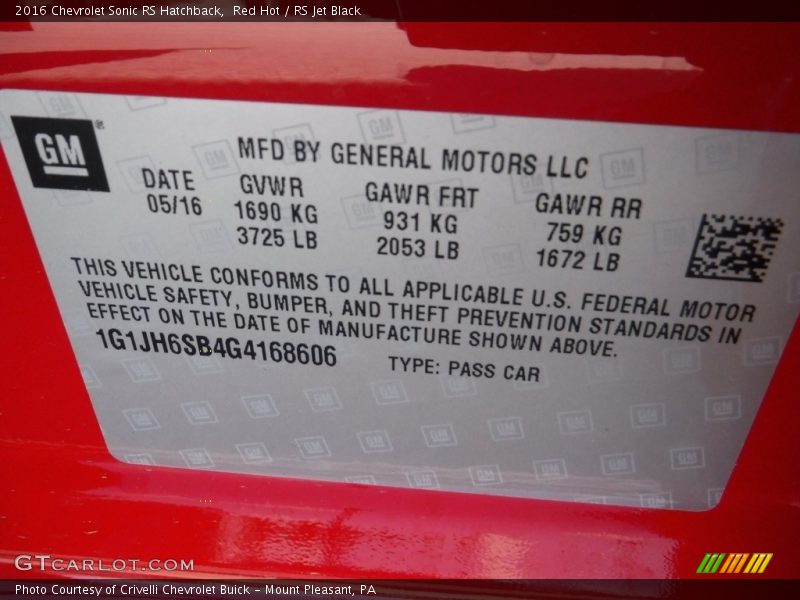 2016 Chevrolet Sonic RS Hatchback,  Red Hot / RS Jet Black
GM®
MFD BY GENERAL MOTORS LLC
DATE GVWR GAWR FRT GAWR RR
05/16 1690 KG 931 KG 759 KG
3725 LB 2053 LB 1672 LB
THIS VEHICLE CONFORMS TO ALL APPLICABLE U.S. FEDERAL MOTOR
VEHICLE SAFETY, BUMPER, AND THEFT PREVENTION STANDARDS IN
EFFECT ON THE DATE OF MANUFACTURE SHOWN ABOVE.
1G1JH6SB4G4168606 TYPE: PASS CAR
GTCARLOT.COM
Photo Courtesy of Crivelli Chevrolet Buick – Mount Pleasant, PA